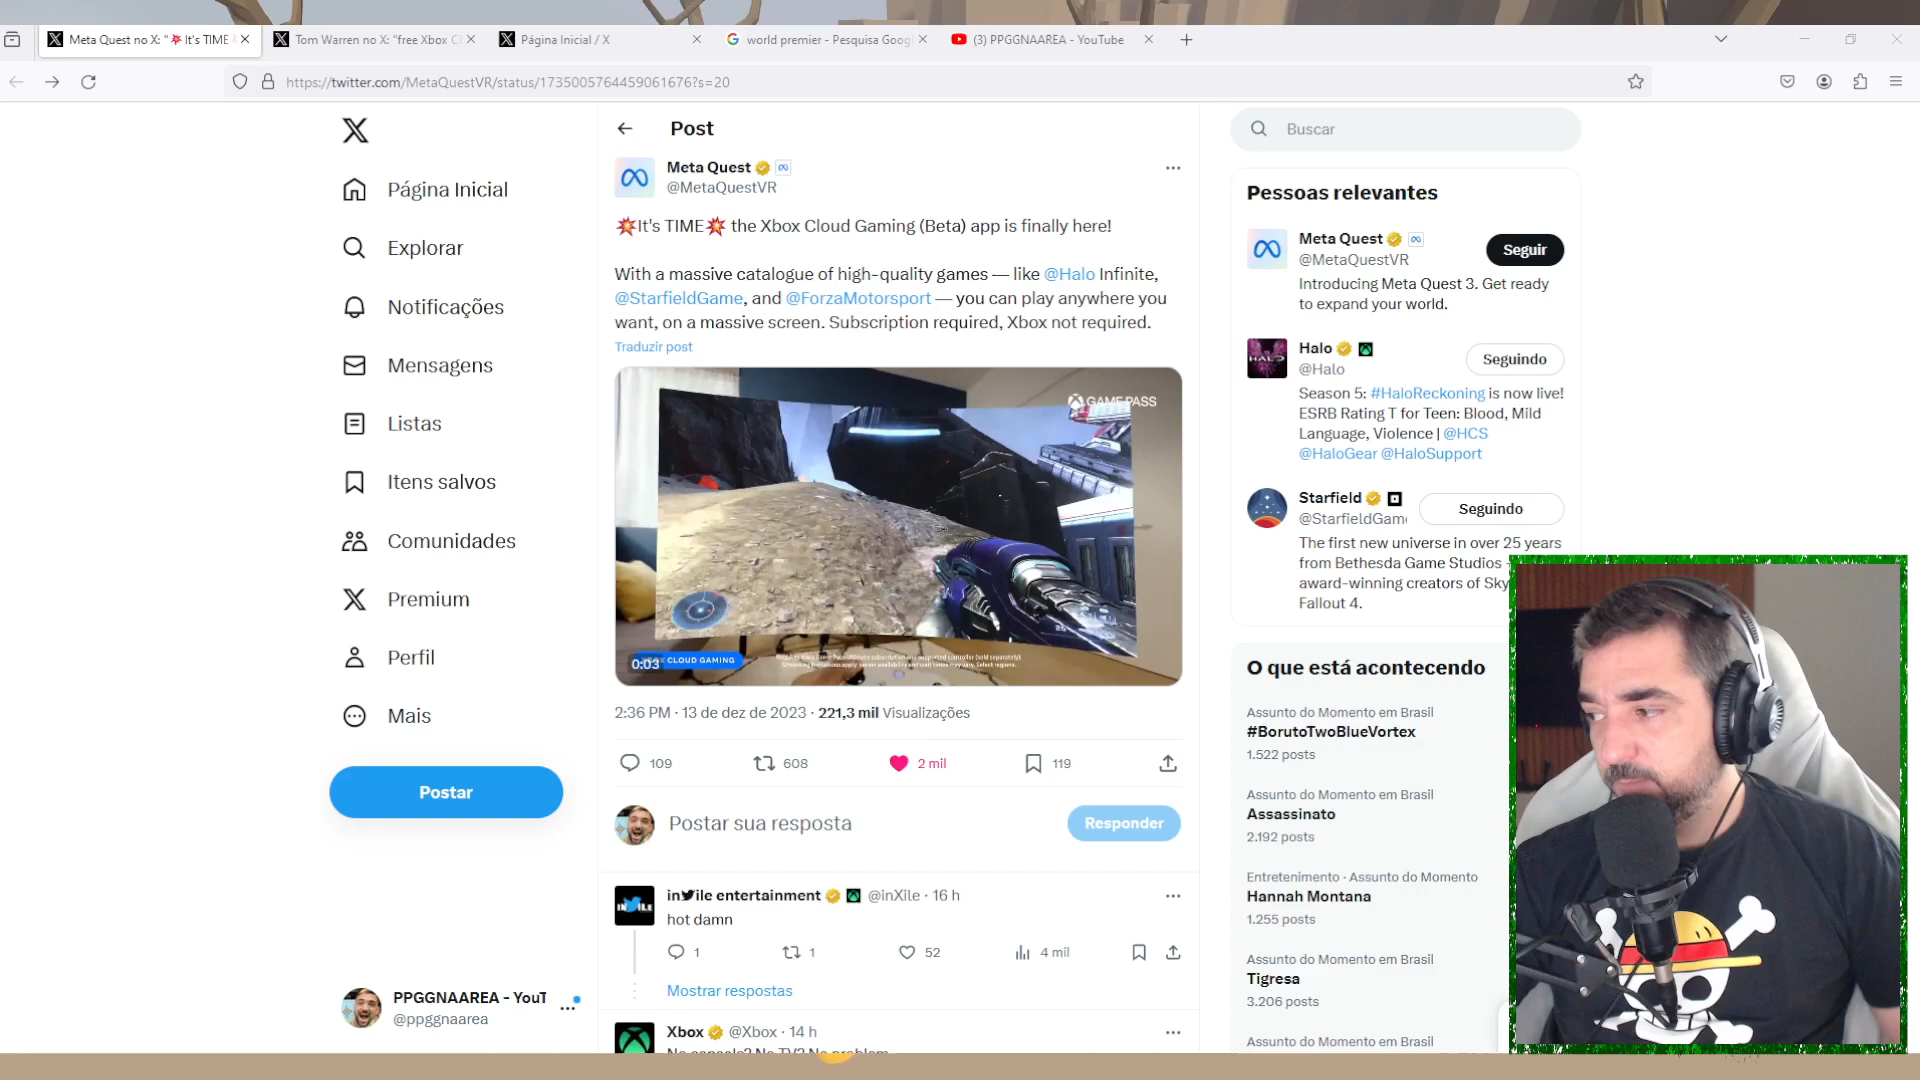 Meta Quest no X: "💥It's TIME
Tom Warren no X: "free Xbox Cl
Página Inicial / X
world premier - Pesquisa Goog
(3) PPGGNAAREA - YouTube
https://twitter.com/MetaQuestVR/status/1735005764459061676?s=20
Página Inicial
Explorar
Notificações
Mensagens
Listas
Itens salvos
Comunidades
Premium
Perfil
Mais
Postar
PPGGNAAREA - YouT
@ppggnaarea
Post
Meta Quest
@MetaQuestVR
💥It's TIME💥 the Xbox Cloud Gaming (Beta) app is finally here!
With a massive catalogue of high-quality games — like @Halo Infinite,
@StarfieldGame, and @ForzaMotorsport — you can play anywhere you
want, on a massive screen. Subscription required, Xbox not required.
Traduzir post
GAME PASS
0:03
CLOUD GAMING
2:36 PM · 13 de dez de 2023 · 221,3 mil Visualizações
109 608 2 mil 119
Postar sua resposta
Responder
inXile entertainment @inXile · 16 h
hot damn
1 1 52 4 mil
Mostrar respostas
Xbox @Xbox · 14 h
No console? No TV? No problem
Buscar
Pessoas relevantes
Meta Quest
@MetaQuestVR
Seguir
Introducing Meta Quest 3. Get ready
to expand your world.
HALO
Halo
@Halo
Seguindo
Season 5: #HaloReckoning is now live!
ESRB Rating T for Teen: Blood, Mild
Language, Violence | @HCS
@HaloGear @HaloSupport
Starfield
@StarfieldGam
Seguindo
The first new universe in over 25 years
from Bethesda Game Studios
award-winning creators of Sky
Fallout 4.
O que está acontecendo
Assunto do Momento em Brasil
#BorutoTwoBlueVortex
1.522 posts
Assunto do Momento em Brasil
Assassinato
2.192 posts
Entretenimento · Assunto do Momento
Hannah Montana
1.255 posts
Assunto do Momento em Brasil
Tigresa
3.206 posts
Assunto do Momento em Brasil